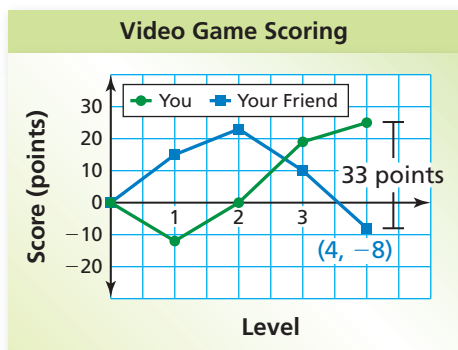 Video Game Scoring
You Your Friend
Score (points)
30
20
10
0
−10
−20
1 2 3
33 points
(4, −8)
Level